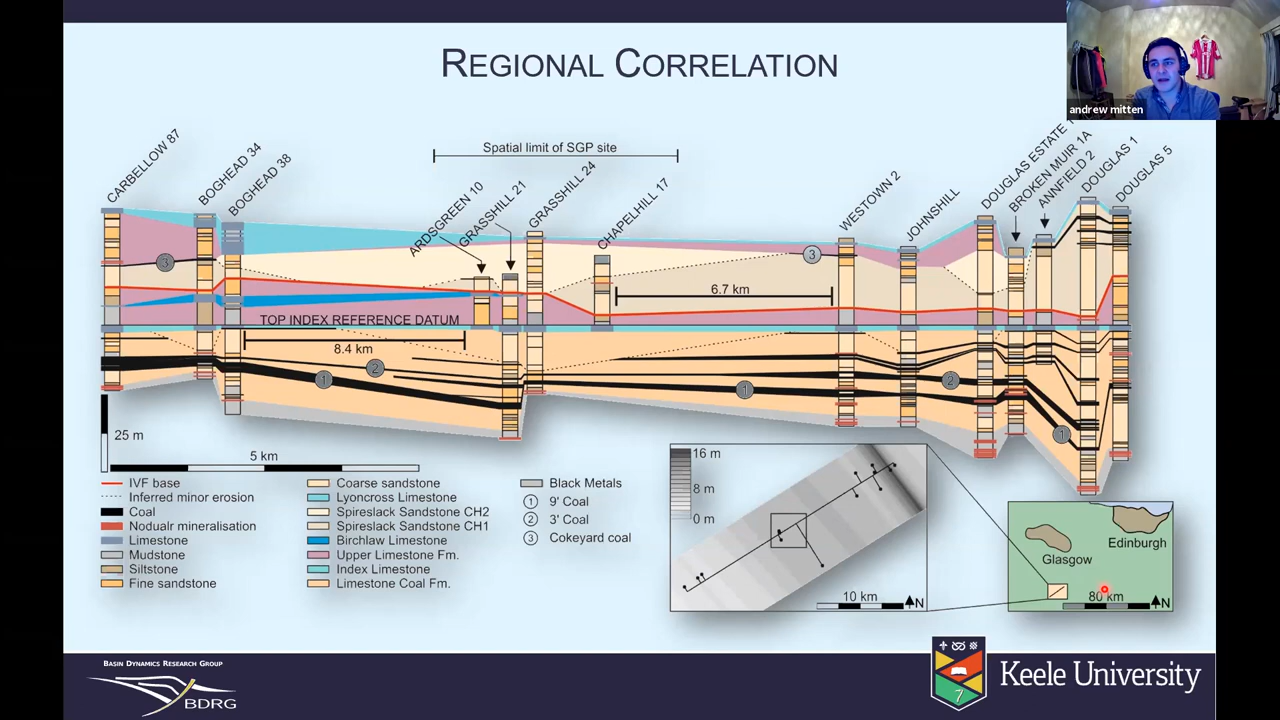 REGIONAL CORRELATION
andrew mitten
Spatial limit of SGP site
CARBELLOW 87
BOGHEAD 34
BOGHEAD 38
ARDSGREEN 10
GRASSHILL 21
GRASSHILL 24
CHAPELHILL 17
WESTOWN 2
JOHNSHILL
DOUGLAS ESTATE
BROKEN MUIR 1A
ANNFIELD 2
DOUGLAS 1
DOUGLAS 5
3
3
6.7 km
TOP INDEX REFERENCE DATUM
8.4 km
2
1
1
2
1
25 m
5 km
IVF base
Inferred minor erosion
Coal
Nodualr mineralisation
Limestone
Mudstone
Siltstone
Fine sandstone
Coarse sandstone
Lyoncross Limestone
Spireslack Sandstone CH2
Spireslack Sandstone CH1
Birchlaw Limestone
Upper Limestone Fm.
Index Limestone
Limestone Coal Fm.
Black Metals
1 9' Coal
2 3' Coal
3 Cokeyard coal
16 m
8 m
0 m
10 km
N
Glasgow
Edinburgh
80 km
N
BASIN DYNAMICS RESEARCH GROUP
BDRG
Keele University